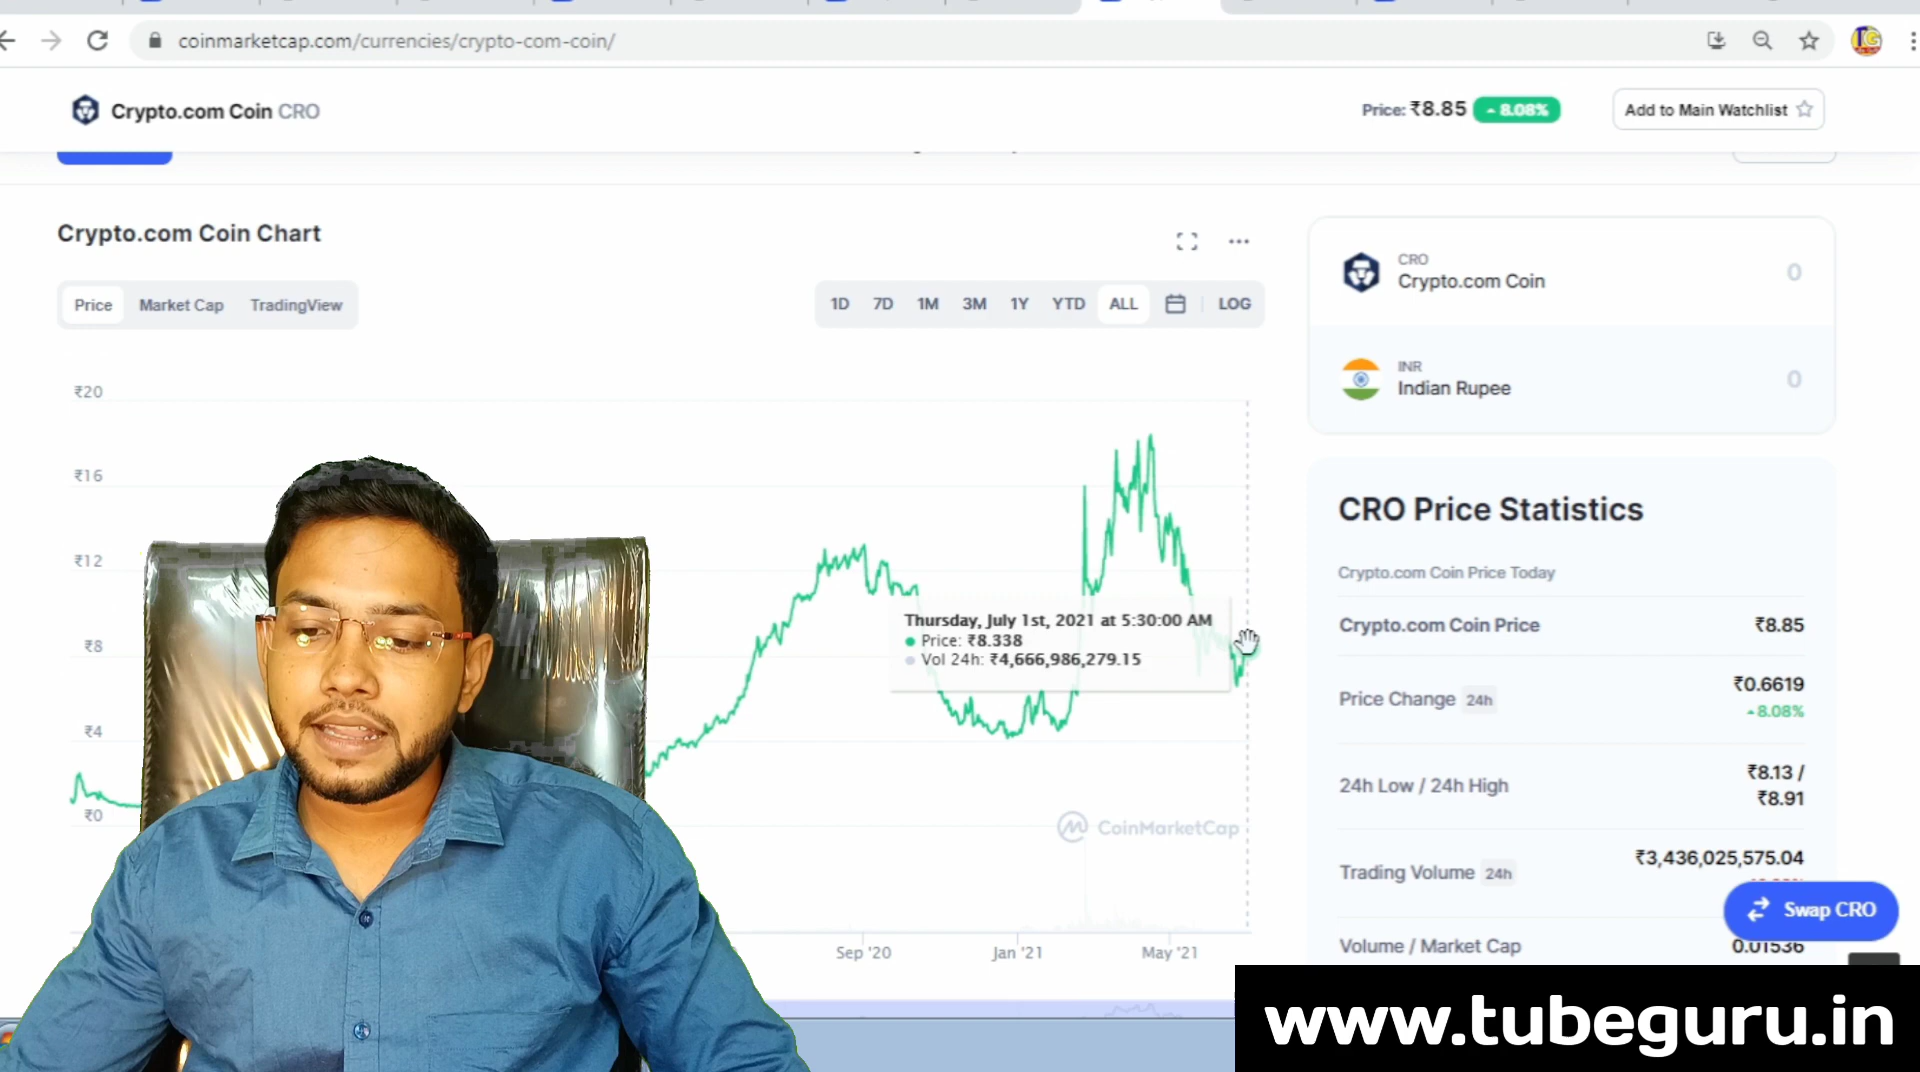 coinmarketcap.com/currencies/crypto-com-coin/
Crypto.com Coin CRO
Price: ₹8.85 8.08%
Add to Main Watchlist
Crypto.com Coin Chart
Price Market Cap TradingView
1D 7D 1M 3M 1Y YTD ALL LOG
₹20
₹16
₹12
₹8
₹4
₹0
Thursday, July 1st, 2021 at 5:30:00 AM
Price: ₹8.338
Vol 24h: ₹4,666,986,279.15
CoinMarketCap
Sep '20 Jan '21 May '21
CRO
Crypto.com Coin 0
INR
Indian Rupee 0
CRO Price Statistics
Crypto.com Coin Price Today
Crypto.com Coin Price ₹8.85
Price Change 24h ₹0.6619
8.08%
24h Low / 24h High ₹8.13 /
₹8.91
Trading Volume 24h ₹3,436,025,575.04
Swap CRO
Volume / Market Cap 0.01536
www.tubeguru.in